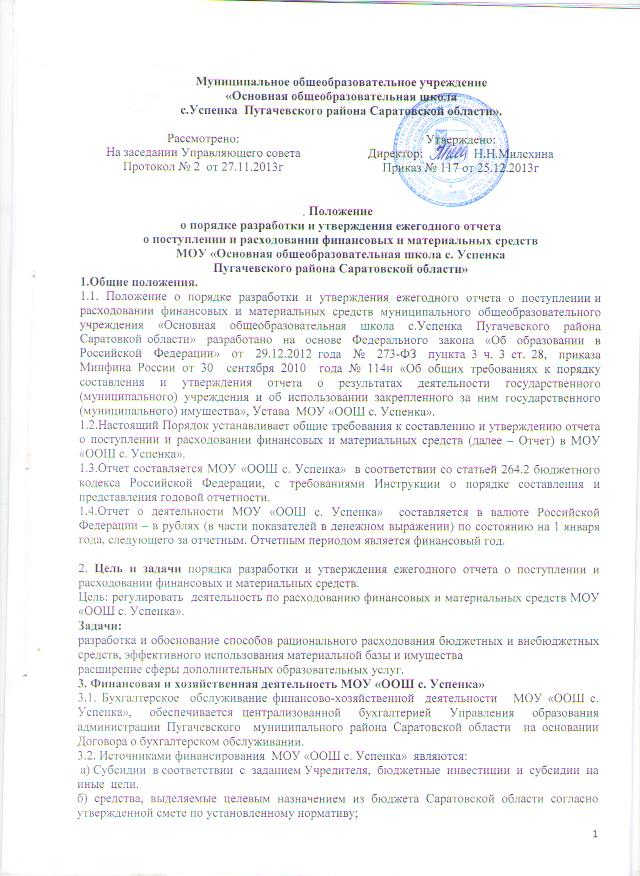 Муниципальное общеобразовательное учреждение
«Основная общеобразовательная школа
с.Успенка Пугачевского района Саратовской области».
Рассмотрено:
На заседании Управляющего совета
Протокол № 2 от 27.11.2013г
Утверждено:
Директор: Н.Н.Милехина
Приказ № 117 от 25.12.2013г
Положение
о порядке разработки и утверждения ежегодного отчета
о поступлении и расходовании финансовых и материальных средств
МОУ «Основная общеобразовательная школа с. Успенка
Пугачевского района Саратовской области»
1.Общие положения.
1.1. Положение о порядке разработки и утверждения ежегодного отчета о поступлении и
расходовании финансовых и материальных средств муниципального общеобразовательного
учреждения «Основная общеобразовательная школа с.Успенка Пугачевского района
Саратовкой области» разработано на основе Федерального закона «Об образовании в
Российской Федерации» от 29.12.2012 года № 273-ФЗ пункта 3 ч. 3 ст. 28, приказа
Минфина России от 30 сентября 2010 года № 114н «Об общих требованиях к порядку
составления и утверждения отчета о результатах деятельности государственного
(муниципального) учреждения и об использовании закрепленного за ним государственного
(муниципального) имущества», Устава МОУ «ООШ с. Успенка».
1.2.Настоящий Порядок устанавливает общие требования к составлению и утверждению отчета
о поступлении и расходовании финансовых и материальных средств (далее – Отчет) в МОУ
«ООШ с. Успенка».
1.3.Отчет составляется МОУ «ООШ с. Успенка» в соответствии со статьей 264.2 бюджетного
кодекса Российской Федерации, с требованиями Инструкции о порядке составления и
представления годовой отчетности.
1.4.Отчет о деятельности МОУ «ООШ с. Успенка» составляется в валюте Российской
Федерации – в рублях (в части показателей в денежном выражении) по состоянию на 1 января
года, следующего за отчетным. Отчетным периодом является финансовый год.
2. Цель и задачи порядка разработки и утверждения ежегодного отчета о поступлении и
расходовании финансовых и материальных средств.
Цель: регулировать деятельность по расходованию финансовых и материальных средств МОУ
«ООШ с. Успенка».
Задачи:
разработка и обоснование способов рационального расходования бюджетных и внебюджетных
средств, эффективного использования материальной базы и имущества
расширение сферы дополнительных образовательных услуг.
3. Финансовая и хозяйственная деятельность МОУ «ООШ с. Успенка»
3.1. Бухгалтерское обслуживание финансово-хозяйственной деятельности МОУ «ООШ с.
Успенка», обеспечивается централизованной бухгалтерией Управления образования
администрации Пугачевского муниципального района Саратовской области на основании
Договора о бухгалтерском обслуживании.
3.2. Источниками финансирования МОУ «ООШ с. Успенка» являются:
а) Субсидии в соответствии с заданием Учредителя, бюджетные инвестиции и субсидии на
иные цели.
б) средства, выделяемые целевым назначением из бюджета Саратовской области согласно
утвержденной смете по установленному нормативу;
1